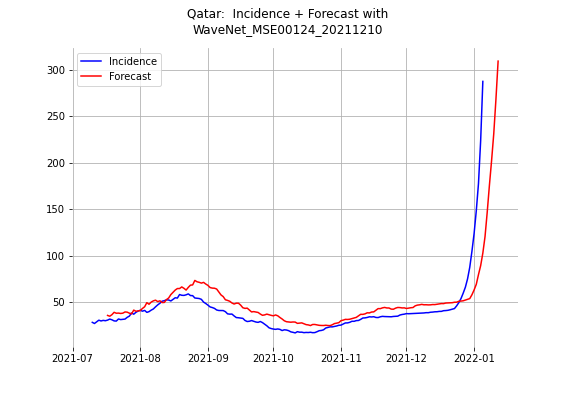 Qatar:  Incidence + Forecast with
WaveNet_MSE00124_20211210
Incidence
Forecast
300
250
200
150
100
50
2021-07 2021-08 2021-09 2021-10 2021-11 2021-12 2022-01